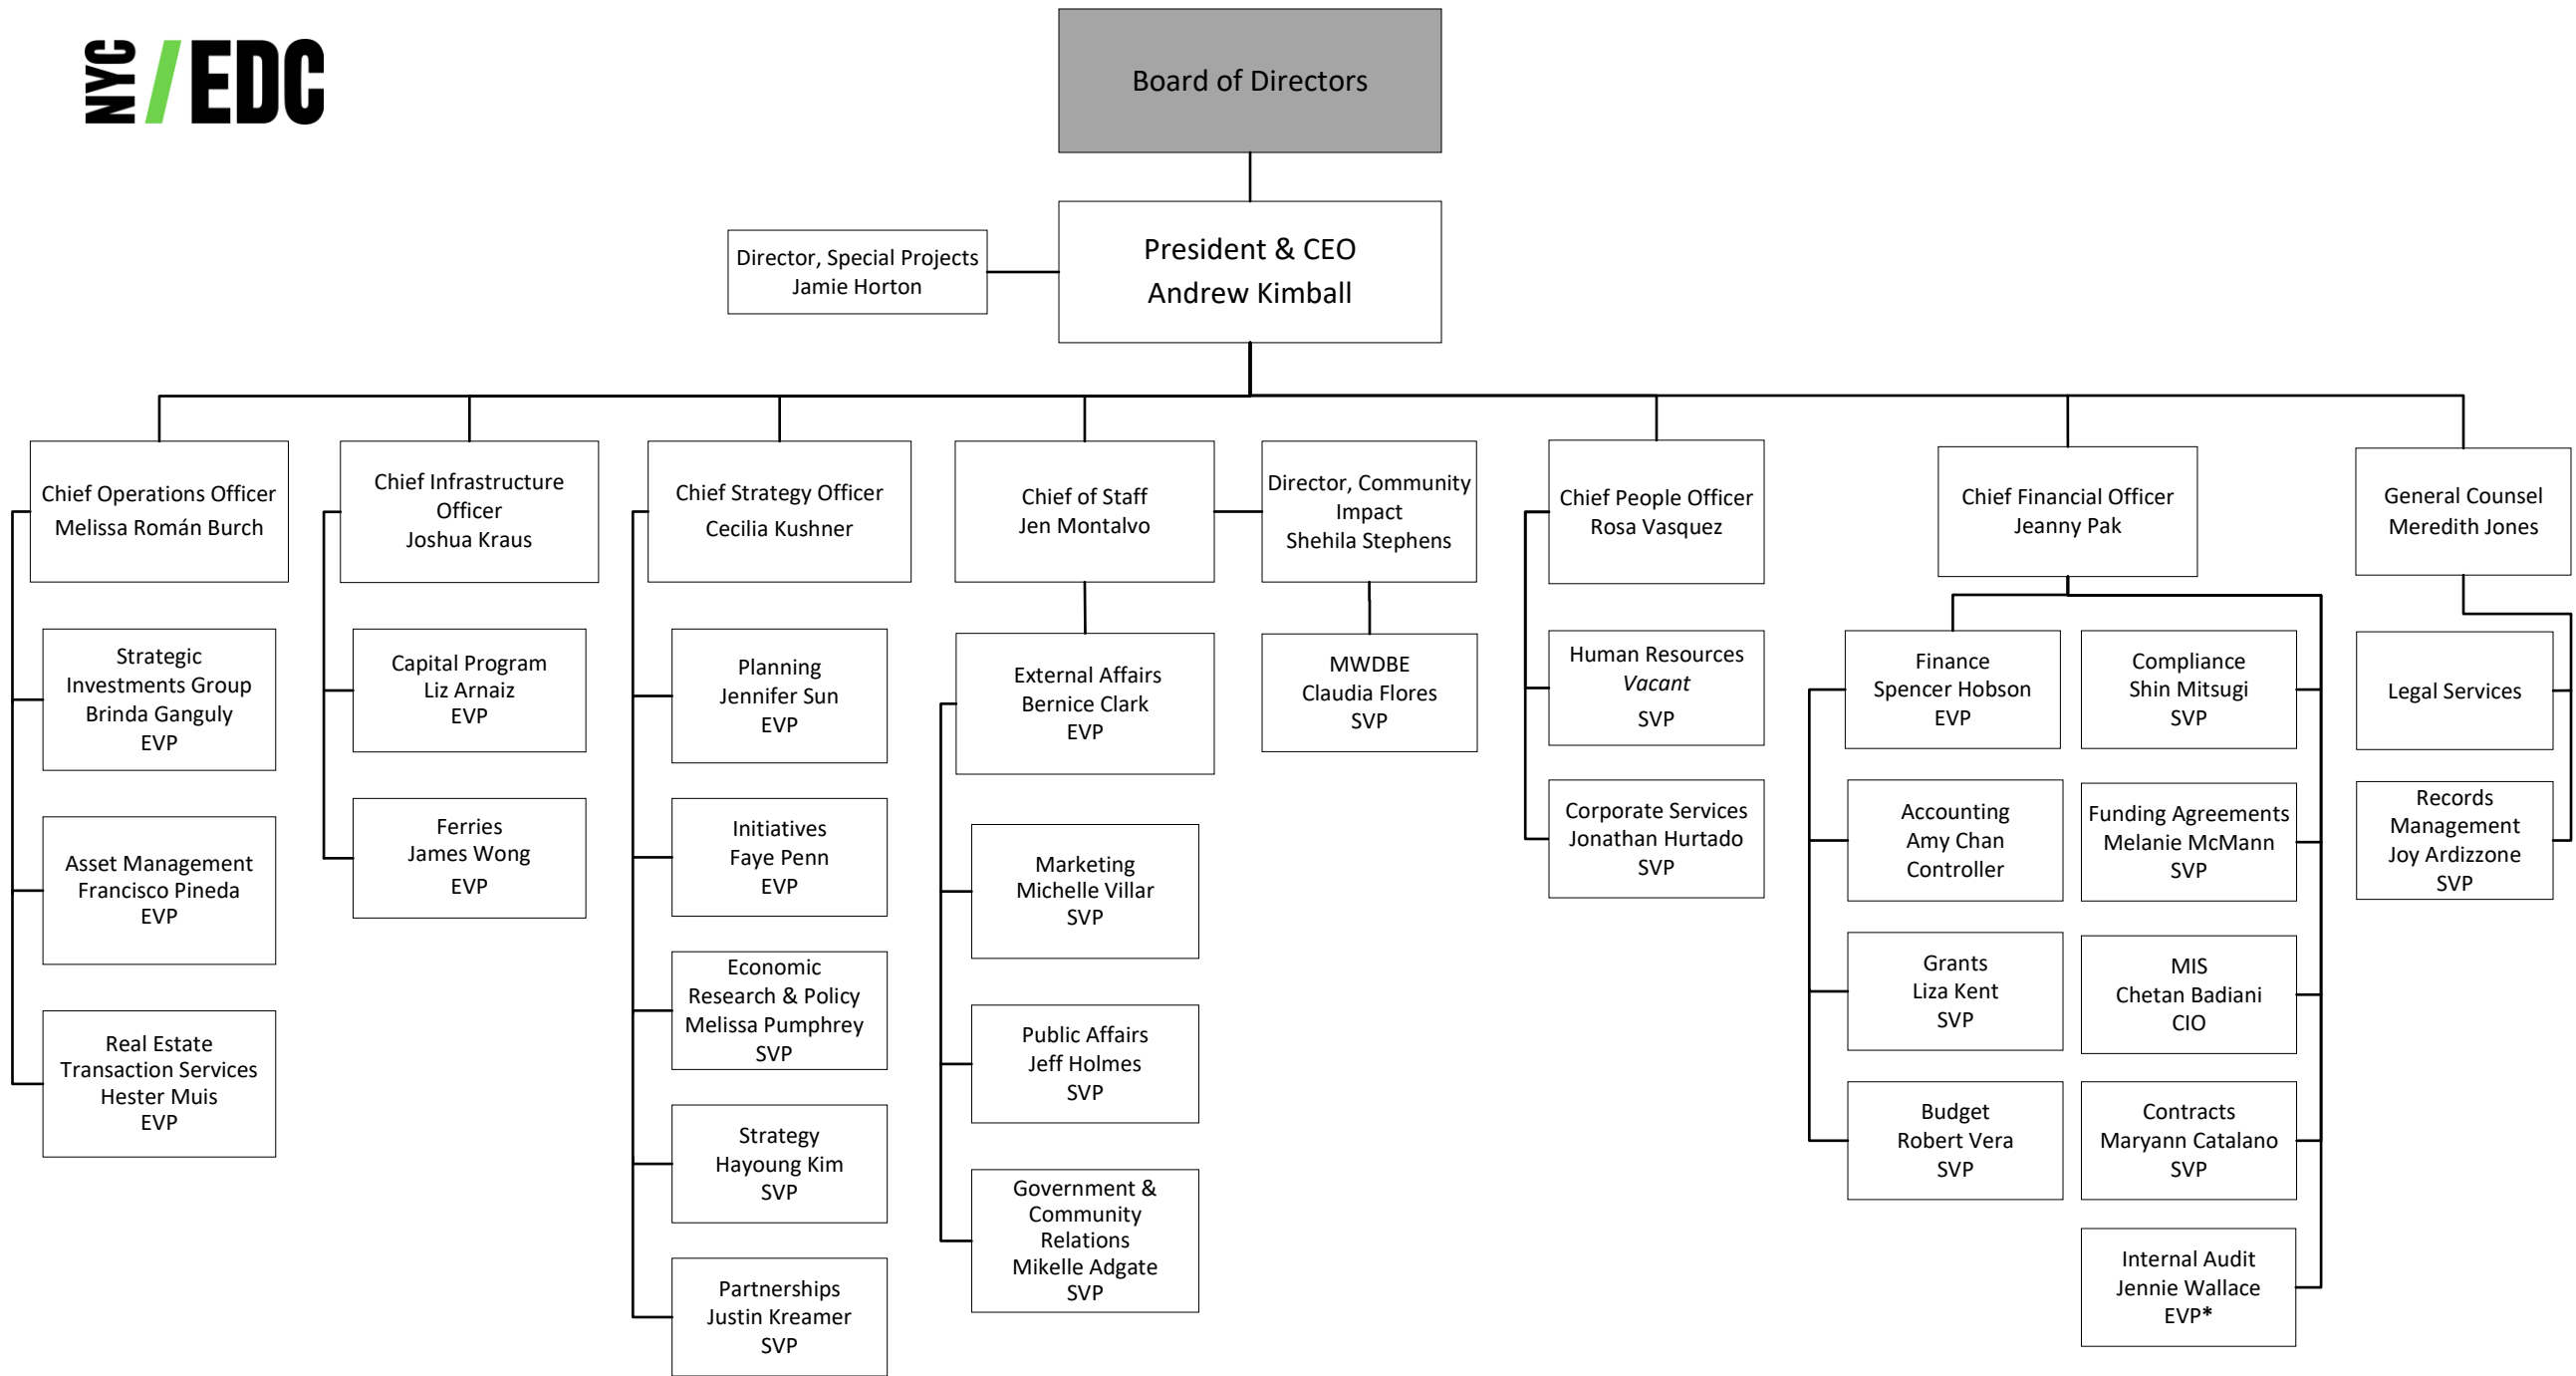 NYC / EDC
Board of Directors
President & CEO
Andrew Kimball
Director, Special Projects
Jamie Horton
Chief Operations Officer
Melissa Román Burch
Strategic
Investments Group
Brinda Ganguly
EVP
Asset Management
Francisco Pineda
EVP
Real Estate
Transaction Services
Hester Muis
EVP
Chief Infrastructure
Officer
Joshua Kraus
Capital Program
Liz Arnaiz
EVP
Ferries
James Wong
EVP
Chief Strategy Officer
Cecilia Kushner
Planning
Jennifer Sun
EVP
Initiatives
Faye Penn
EVP
Economic
Research & Policy
Melissa Pumphrey
SVP
Strategy
Hayoung Kim
SVP
Partnerships
Justin Kreamer
SVP
Chief of Staff
Jen Montalvo
External Affairs
Bernice Clark
EVP
Marketing
Michelle Villar
SVP
Public Affairs
Jeff Holmes
SVP
Government &
Community
Relations
Mikelle Adgate
SVP
Director, Community
Impact
Shehila Stephens
MWDBE
Claudia Flores
SVP
Chief People Officer
Rosa Vasquez
Human Resources
Vacant
SVP
Corporate Services
Jonathan Hurtado
SVP
Chief Financial Officer
Jeanny Pak
Finance
Spencer Hobson
EVP
Accounting
Amy Chan
Controller
Grants
Liza Kent
SVP
Budget
Robert Vera
SVP
Compliance
Shin Mitsugi
SVP
Funding Agreements
Melanie McMann
SVP
MIS
Chetan Badiani
CIO
Contracts
Maryann Catalano
SVP
Internal Audit
Jennie Wallace
EVP*
General Counsel
Meredith Jones
Legal Services
Records
Management
Joy Ardizzone
SVP